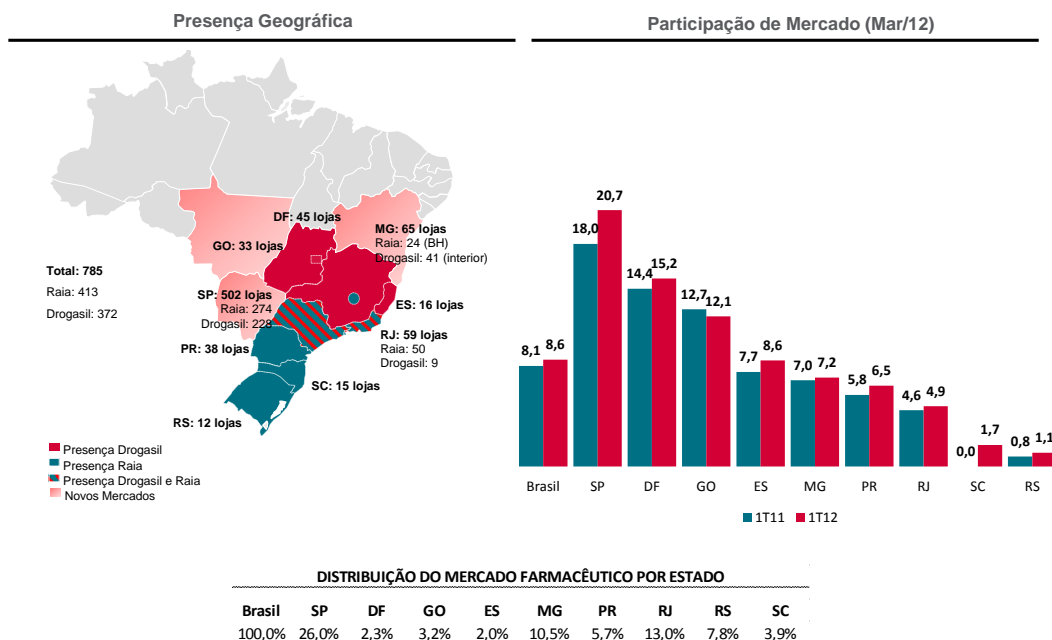 Presença Geográfica
DF: 45 lojas
MG: 65 lojas
Raia: 24 (BH)
Drogasil: 41 (interior)
GO: 33 lojas
Total: 785
Raia: 413
Drogasil: 372
SP: 502 lojas
Raia: 274
Drogasil: 228
ES: 16 lojas
RJ: 59 lojas
Raia: 50
Drogasil: 9
PR: 38 lojas
SC: 15 lojas
RS: 12 lojas
Presença Drogasil
Presença Raia
Presença Drogasil e Raia
Novos Mercados
Participação de Mercado (Mar/12)
8,1 8,6 18,0 20,7 14,4 15,2 12,7 12,1 7,7 8,6 7,0 7,2 5,8 6,5 4,6 4,9 0,0 1,7 0,8 1,1
Brasil SP DF GO ES MG PR RJ SC RS
1T11 1T12
DISTRIBUIÇÃO DO MERCADO FARMACÊUTICO POR ESTADO
Brasil SP DF GO ES MG PR RJ RS SC
100,0% 26,0% 2,3% 3,2% 2,0% 10,5% 5,7% 13,0% 7,8% 3,9%